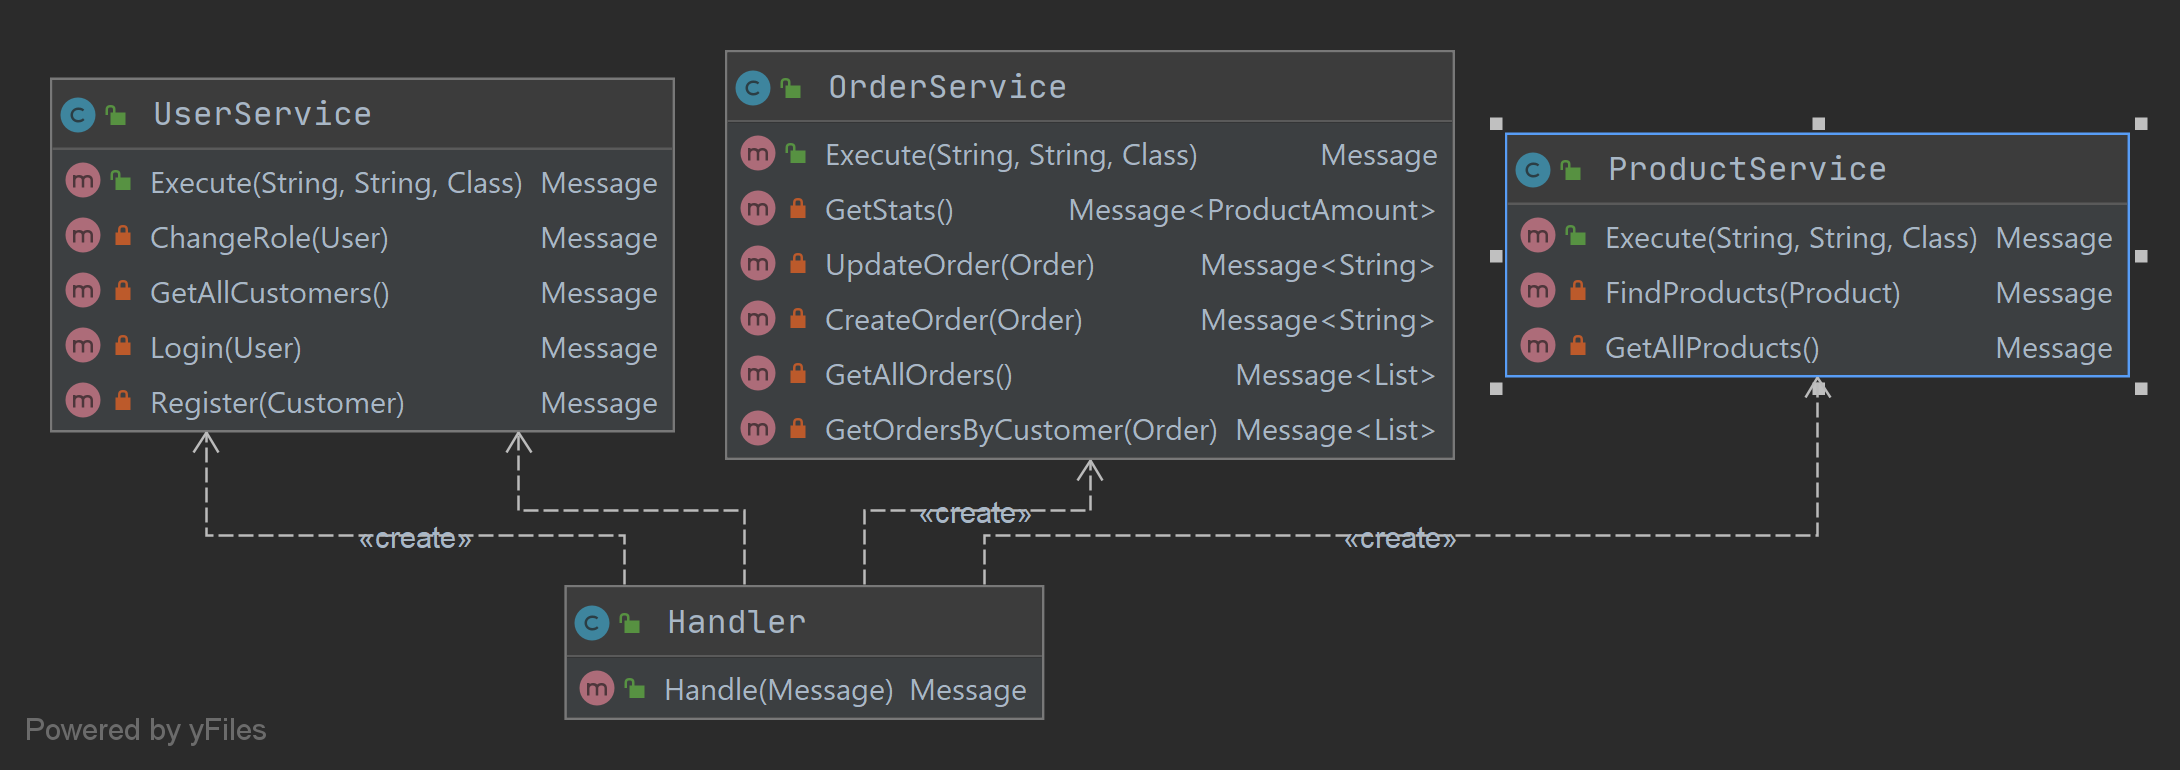 UserService
Execute(String, String, Class) Message
ChangeRole(User) Message
GetAllCustomers() Message
Login(User) Message
Register(Customer) Message
OrderService
Execute(String, String, Class) Message
GetStats() Message<ProductAmount>
UpdateOrder(Order) Message<String>
CreateOrder(Order) Message<String>
GetAllOrders() Message<List>
GetOrdersByCustomer(Order) Message<List>
ProductService
Execute(String, String, Class) Message
FindProducts(Product) Message
GetAllProducts() Message
«create»
«create»
«create»
Handler
Handle(Message) Message
Powered by yFiles